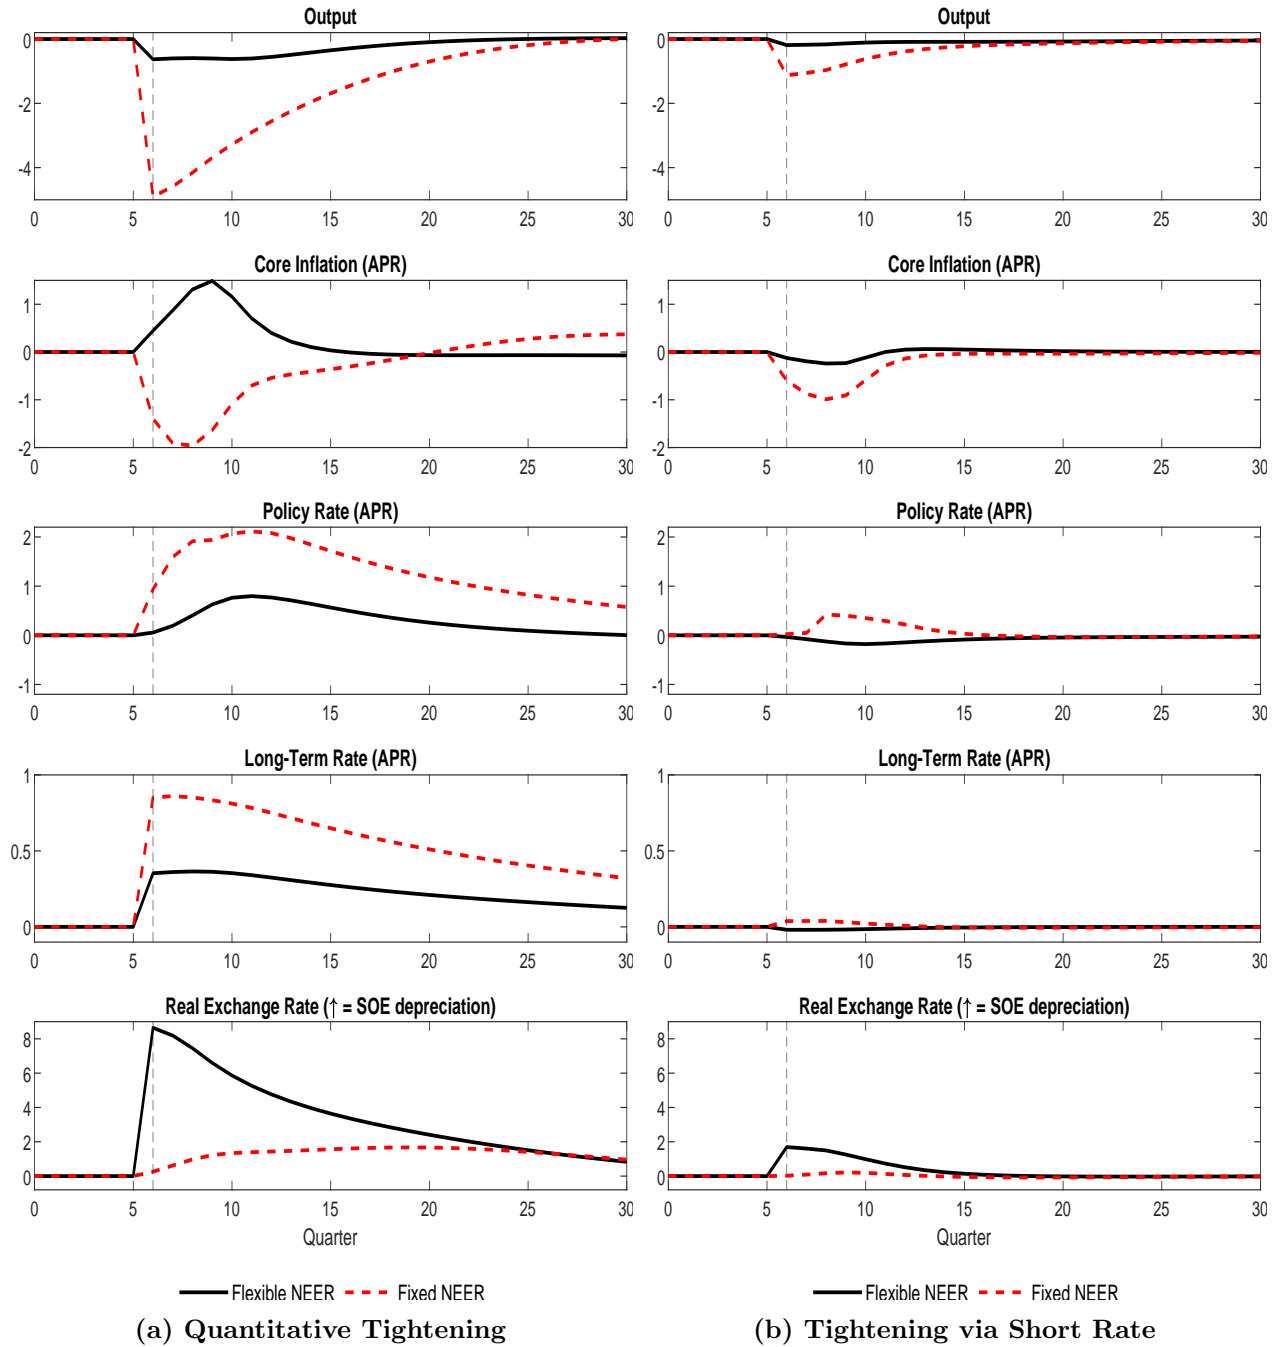 Output
0
-2
-4
0 5 10 15 20 25 30
Core Inflation (APR)
1
0
-1
-2
0 5 10 15 20 25 30
Policy Rate (APR)
2
1
0
-1
0 5 10 15 20 25 30
Long-Term Rate (APR)
1
0.5
0
0 5 10 15 20 25 30
Real Exchange Rate (↑ = SOE depreciation)
8
6
4
2
0
0 5 10 15 20 25 30
Quarter
Flexible NEER Fixed NEER
(a) Quantitative Tightening
Output
0
-2
-4
0 5 10 15 20 25 30
Core Inflation (APR)
1
0
-1
-2
0 5 10 15 20 25 30
Policy Rate (APR)
2
1
0
-1
0 5 10 15 20 25 30
Long-Term Rate (APR)
1
0.5
0
0 5 10 15 20 25 30
Real Exchange Rate (↑ = SOE depreciation)
8
6
4
2
0
0 5 10 15 20 25 30
Quarter
Flexible NEER Fixed NEER
(b) Tightening via Short Rate